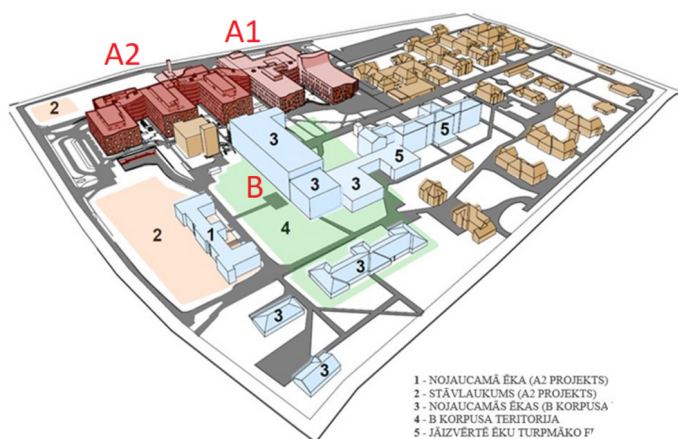 A1
A2
2
3
5
5
B
3
3
2
1
4
3
3
3
1 - NOJAUCAMĀ ĒKA (A2 PROJEKTS)
2 - STĀVLAUKUMS (A2 PROJEKTS)
3 - NOJAUCAMĀS ĒKAS (B KORPUSA
4 - B KORPUSA TERITORIJA
5 - JĀIZVĒRTĒ ĒKU TURPMĀKO